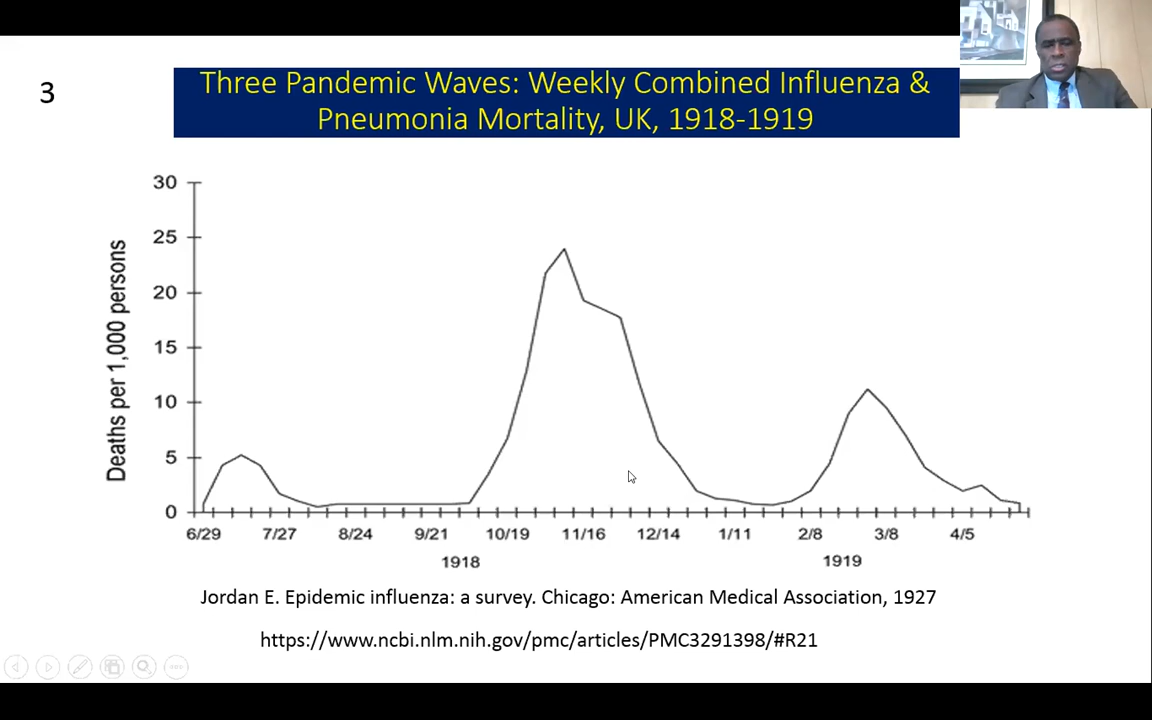 3
Three Pandemic Waves: Weekly Combined Influenza &
Pneumonia Mortality, UK, 1918-1919
Deaths per 1,000 persons
30
25
20
15
10
5
0
6/29 7/27 8/24 9/21 10/19 11/16 12/14 1/11 2/8 3/8 4/5
1918 1919
Jordan E. Epidemic influenza: a survey. Chicago: American Medical Association, 1927
https://www.ncbi.nlm.nih.gov/pmc/articles/PMC3291398/#R21